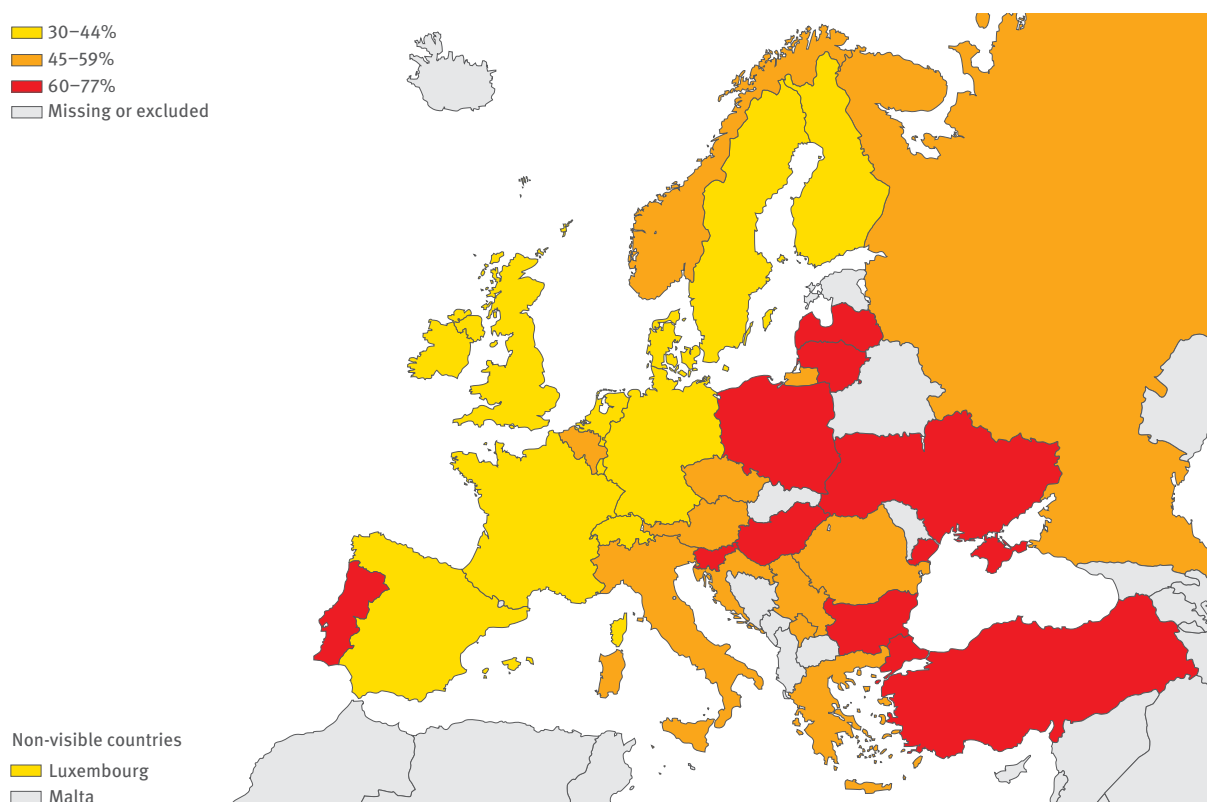 30–44%
45–59%
60–77%
Missing or excluded
Non-visible countries
Luxembourg
Malta